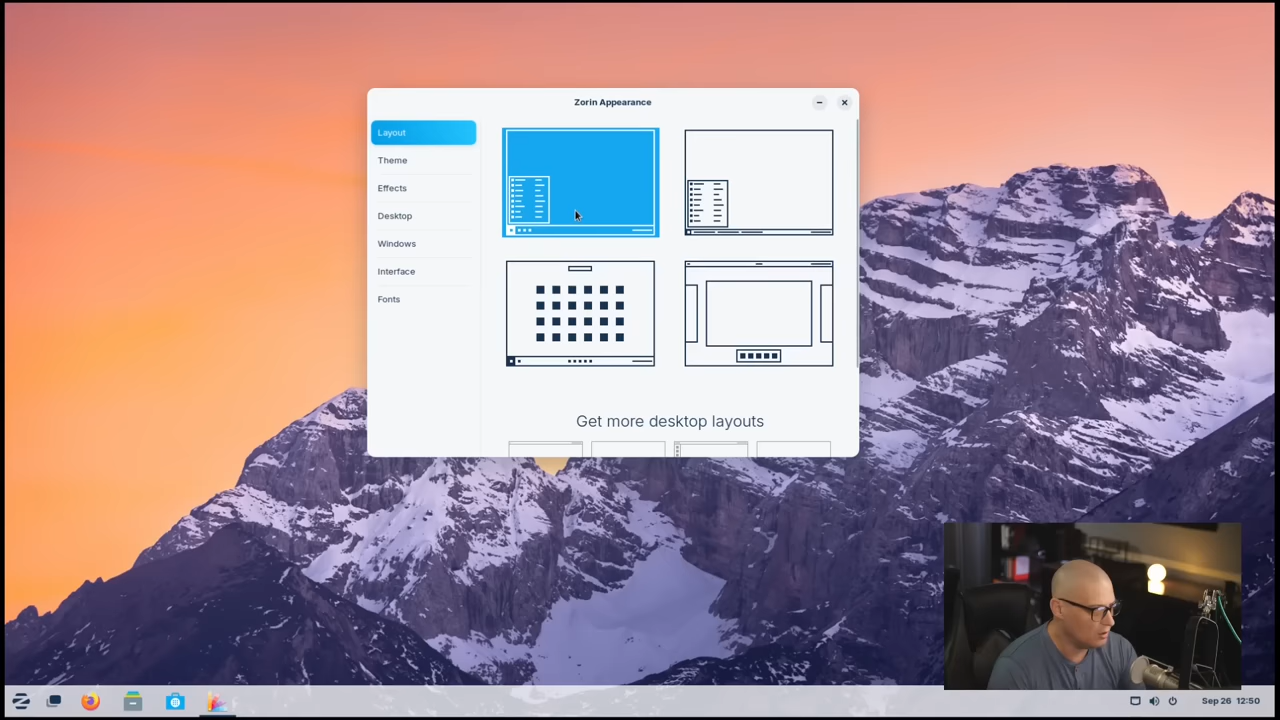 Zorin Appearance
Layout
Theme
Effects
Desktop
Windows
Interface
Fonts
Get more desktop layouts
Sep 26 12:50